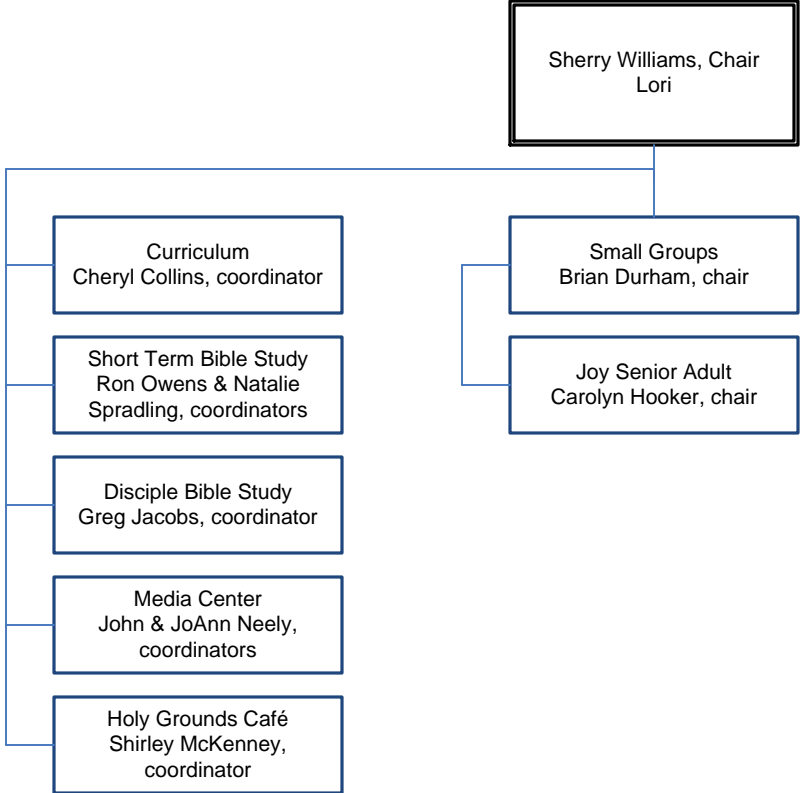 Sherry Williams, Chair
Lori
Curriculum
Cheryl Collins, coordinator
Short Term Bible Study
Ron Owens & Natalie
Spradling, coordinators
Disciple Bible Study
Greg Jacobs, coordinator
Media Center
John & JoAnn Neely,
coordinators
Holy Grounds Café
Shirley McKenney,
coordinator
Small Groups
Brian Durham, chair
Joy Senior Adult
Carolyn Hooker, chair